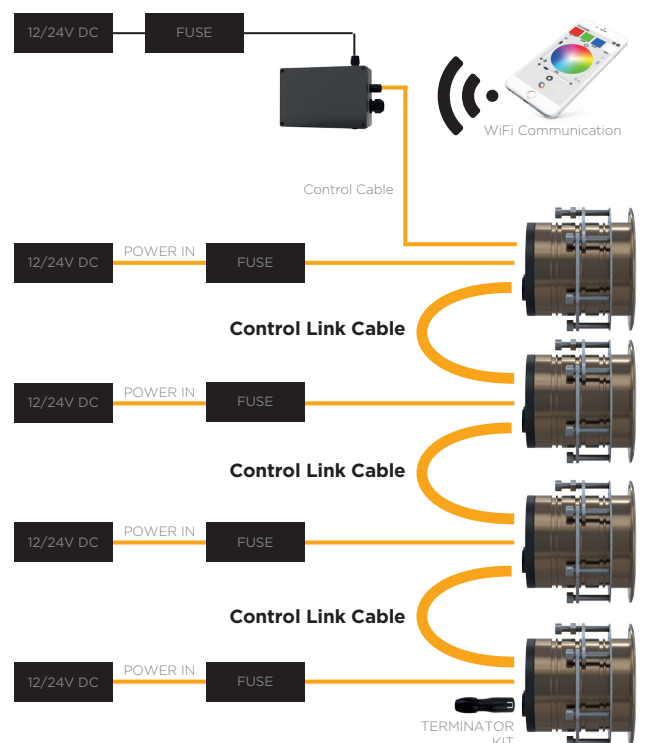 12/24V DC
FUSE
WiFi Communication
Control Cable
12/24V DC
POWER IN
FUSE
Control Link Cable
12/24V DC
POWER IN
FUSE
Control Link Cable
12/24V DC
POWER IN
FUSE
Control Link Cable
12/24V DC
POWER IN
FUSE
TERMINATOR
KIT